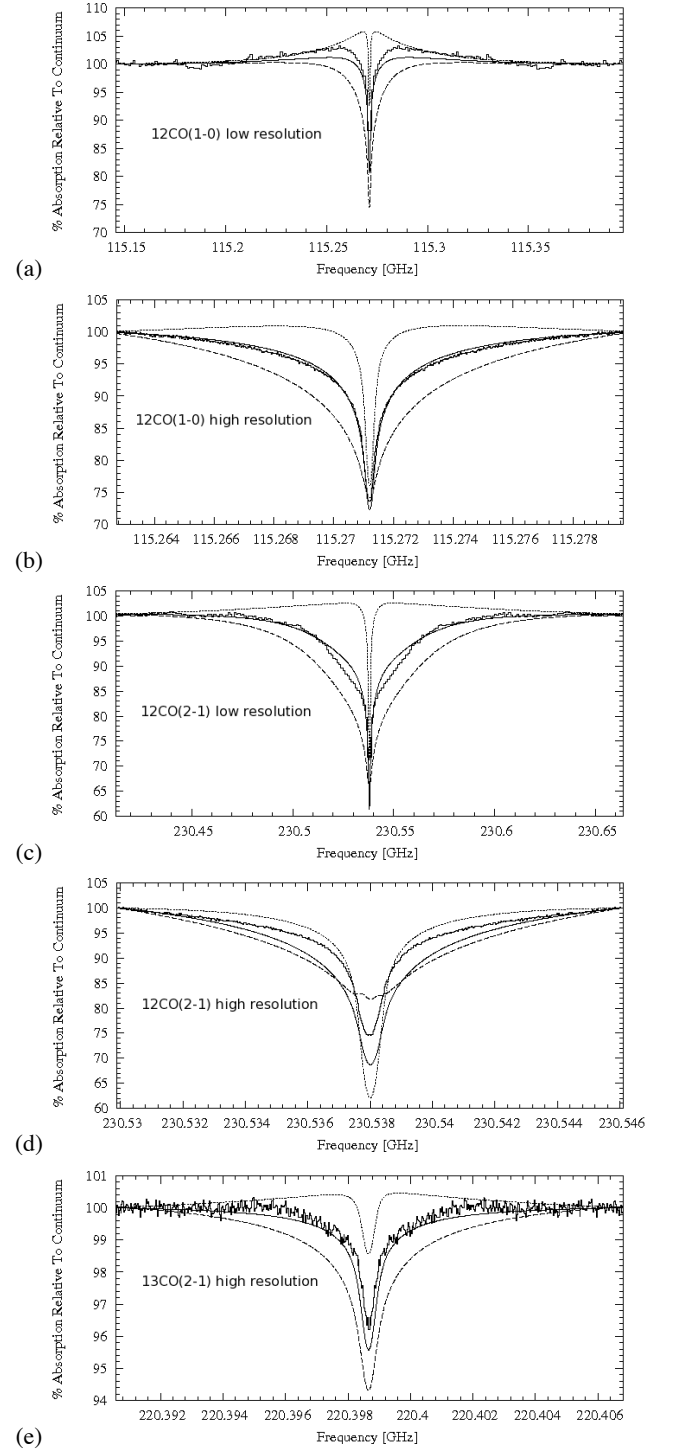 110
105
100
95
90
85
80
75
70
% Absorption Relative To Continuum
12CO(1-0) low resolution
115.15 115.2 115.25 115.3 115.35
Frequency [GHz]
(a)
105
100
95
90
85
80
75
70
% Absorption Relative To Continuum
12CO(1-0) high resolution
115.264 115.266 115.268 115.27 115.272 115.274 115.276 115.278
Frequency [GHz]
(b)
105
100
95
90
85
80
75
70
65
60
% Absorption Relative To Continuum
12CO(2-1) low resolution
230.45 230.5 230.55 230.6 230.65
Frequency [GHz]
(c)
105
100
95
90
85
80
75
70
65
60
% Absorption Relative To Continuum
12CO(2-1) high resolution
230.53 230.532 230.534 230.536 230.538 230.54 230.542 230.544 230.546
Frequency [GHz]
(d)
101
100
99
98
97
96
95
94
% Absorption Relative To Continuum
13CO(2-1) high resolution
220.392 220.394 220.396 220.398 220.4 220.402 220.404 220.406
Frequency [GHz]
(e)